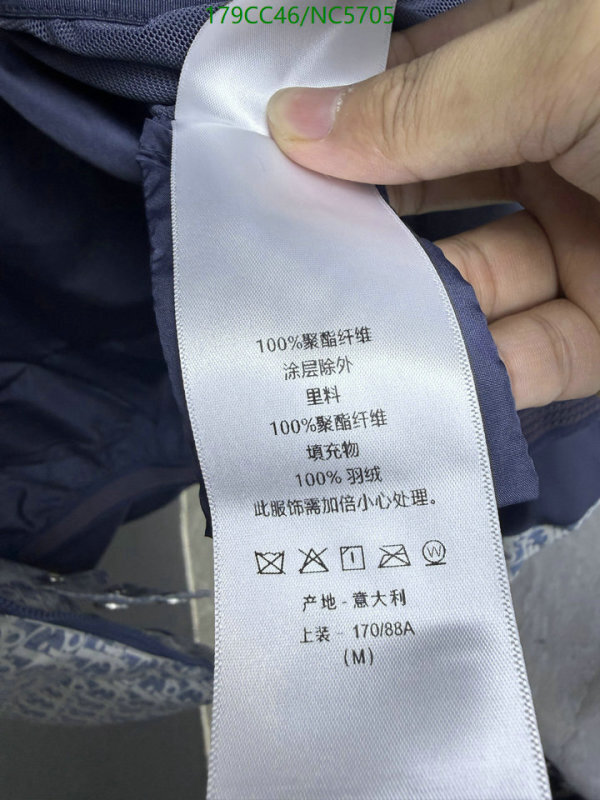 179CC46/NC5705
100%聚酯纤维
涂层除外
里料
100%聚酯纤维
填充物
100% 羽绒
此服饰需加倍小心处理。
W
产地 - 意大利
上装 - 170/88A
(M)